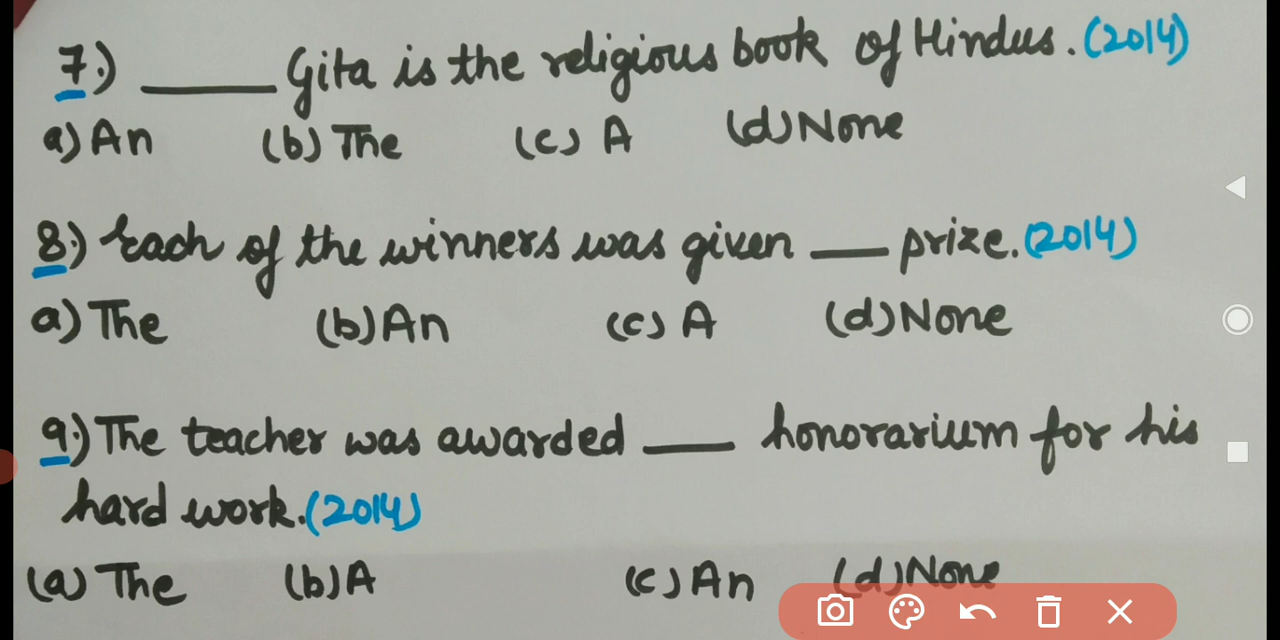 7.) ____ Gita is the religious book of Hindus. (2014)
a) An (b) The (c) A (d) None
8.) Each of the winners was given ___ prize. (2014)
a) The (b) An (c) A (d) None
9.) The teacher was awarded ___ honorarium for his
hard work. (2014)
(a) The (b) A (c) An (d) None